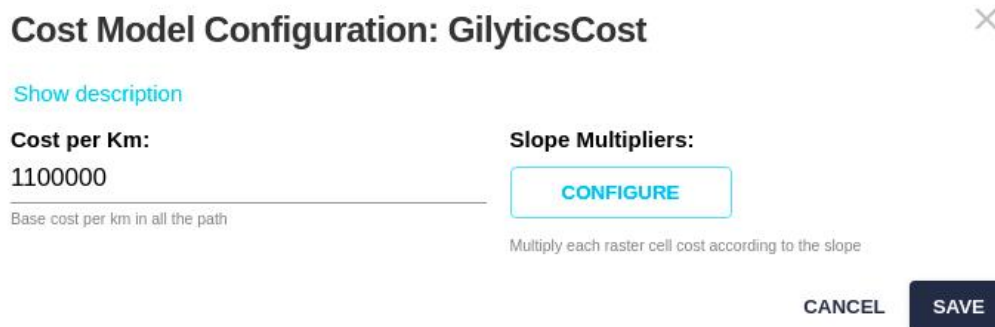 Cost Model Configuration: GilyticsCost
Show description
Cost per Km:
1100000
Base cost per km in all the path
Slope Multipliers:
CONFIGURE
Multiply each raster cell cost according to the slope
CANCEL
SAVE